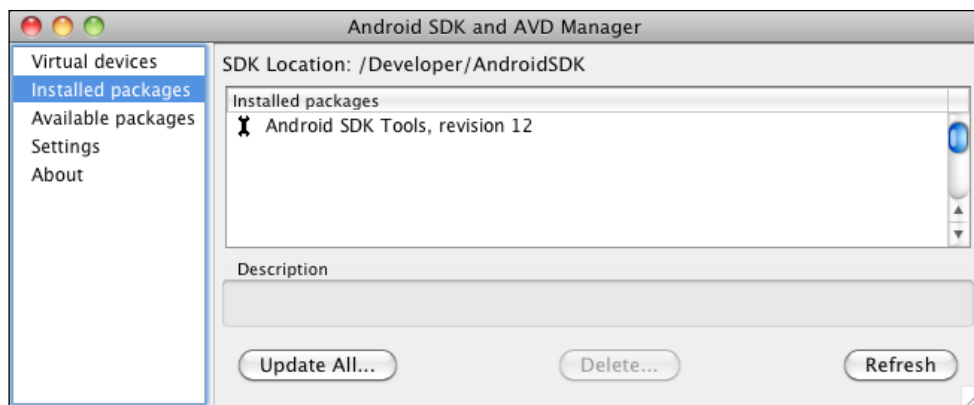 Android SDK and AVD Manager
Virtual devices
Installed packages
Available packages
Settings
About
SDK Location: /Developer/AndroidSDK
Installed packages
Android SDK Tools, revision 12
Description
Update All...
Delete...
Refresh